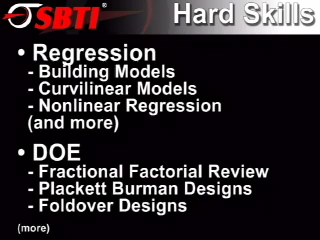 SBTI®
Hard Skills
• Regression
- Building Models
- Curvilinear Models
- Nonlinear Regression
(and more)
• DOE
- Fractional Factorial Review
- Plackett Burman Designs
- Foldover Designs
(more)